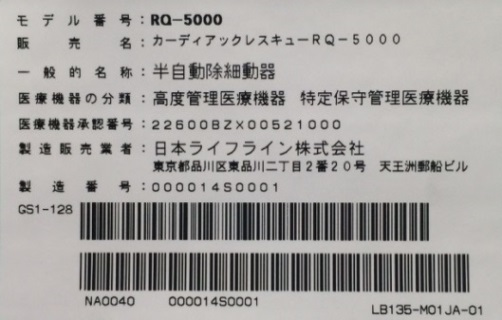 モデル番号：RQ-5000
販売名：カーディアックレスキューRQ-5000
一般的名称：半自動除細動器
医療機器の分類：高度管理医療機器 特定保守管理医療機器
医療機器承認番号：22600BZX00521000
製造販売業者：日本ライフライン株式会社
東京都品川区東品川二丁目2番20号 天王洲郵船ビル
製造番号：000014S0001
GS1-128
NA0040 000014S0001
LB135-M01JA-01